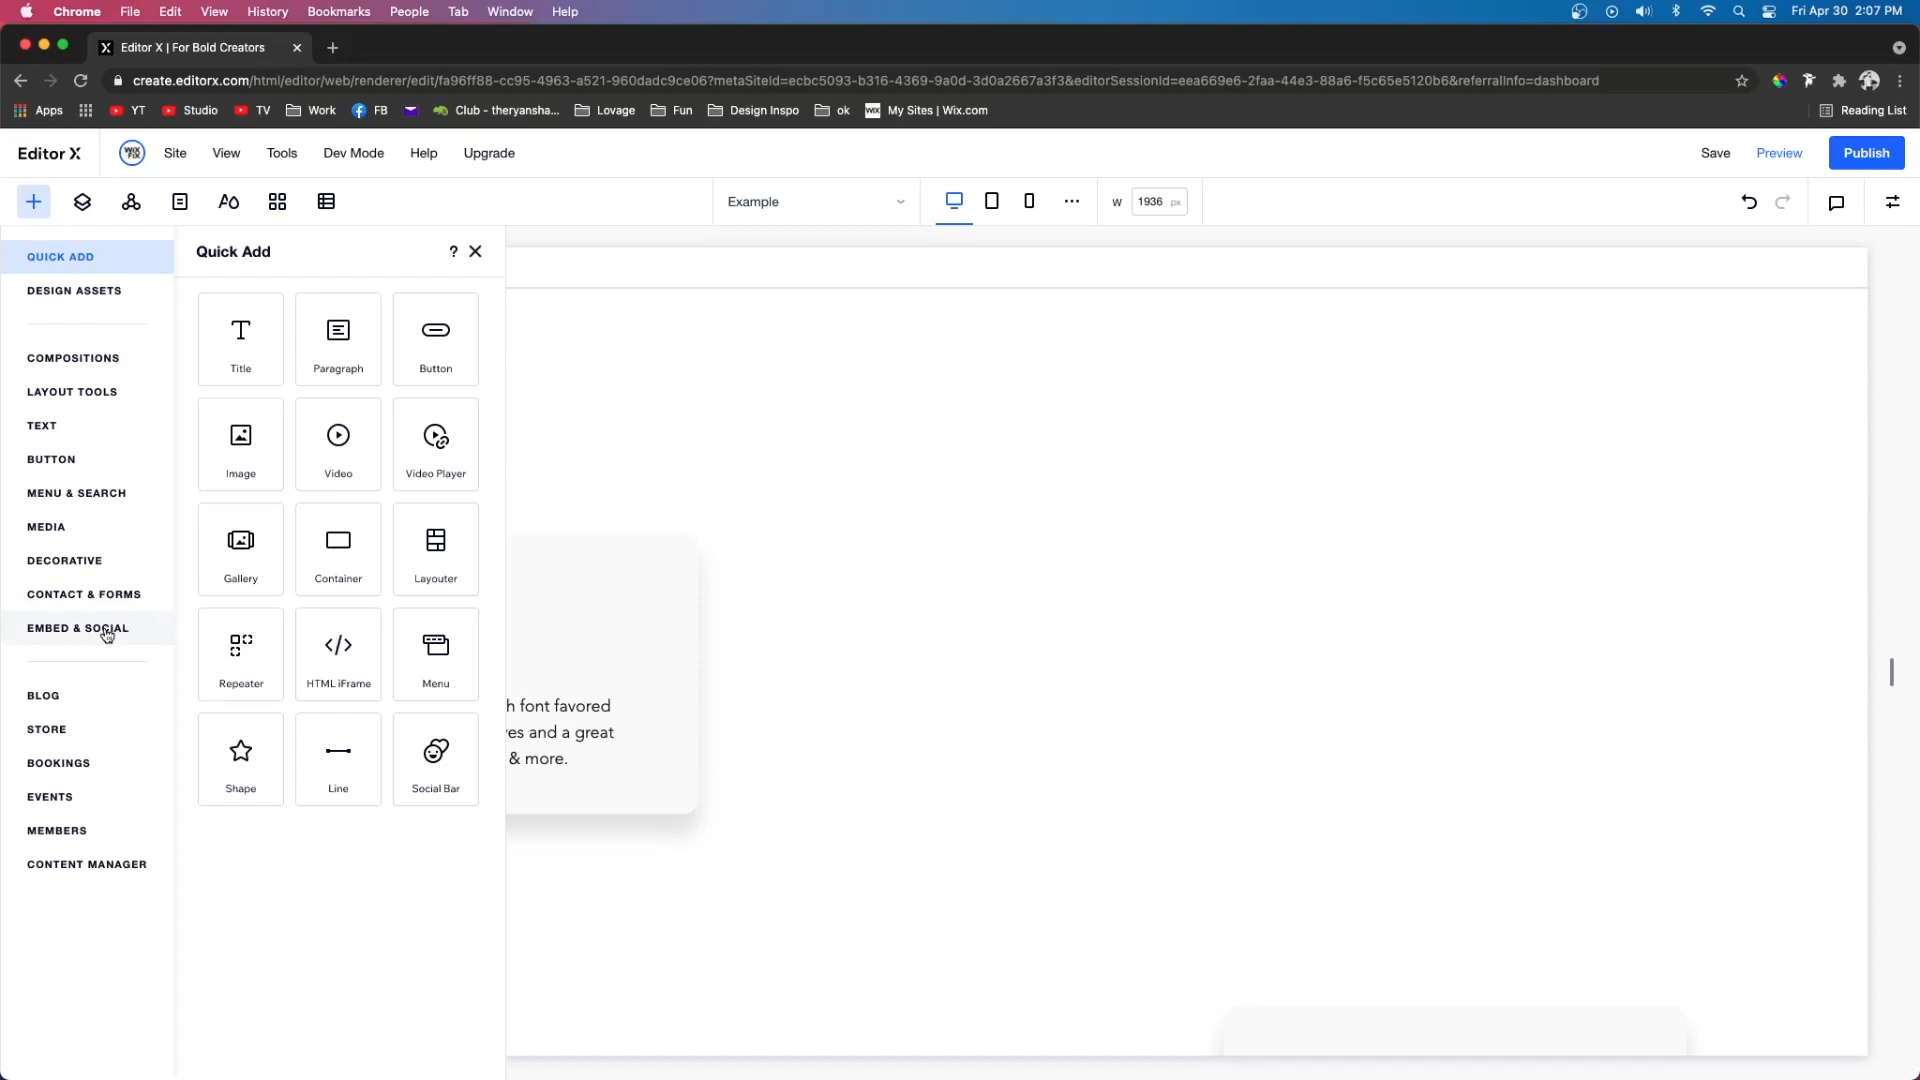 Chrome File Edit View History Bookmarks People Tab Window Help Fri Apr 30 2:07 PM
X Editor X | For Bold Creators
create.editorx.com/html/editor/web/renderer/edit/fa96ff88-cc95-4963-a521-960dadc9ce06?metaSiteId=ecbc5093-b316-4369-9a0d-3d0a2667a3f3&editorSessionId=eea669e6-2faa-44e3-88a6-f5c65e5120b6&referralInfo=dashboard
Apps YT Studio TV Work FB Club - theryansha... Lovage Fun Design Inspo ok WIX My Sites | Wix.com Reading List
Editor X WIX FIX Site View Tools Dev Mode Help Upgrade Save Preview Publish
Example W 1936 px
QUICK ADD
DESIGN ASSETS
COMPOSITIONS
LAYOUT TOOLS
TEXT
BUTTON
MENU & SEARCH
MEDIA
DECORATIVE
CONTACT & FORMS
EMBED & SOCIAL
BLOG
STORE
BOOKINGS
EVENTS
MEMBERS
CONTENT MANAGER
Quick Add ?
Title Paragraph Button
Image Video Video Player
Gallery Container Layouter
Repeater HTML iFrame Menu
Shape Line Social Bar
h font favored
es and a great
& more.